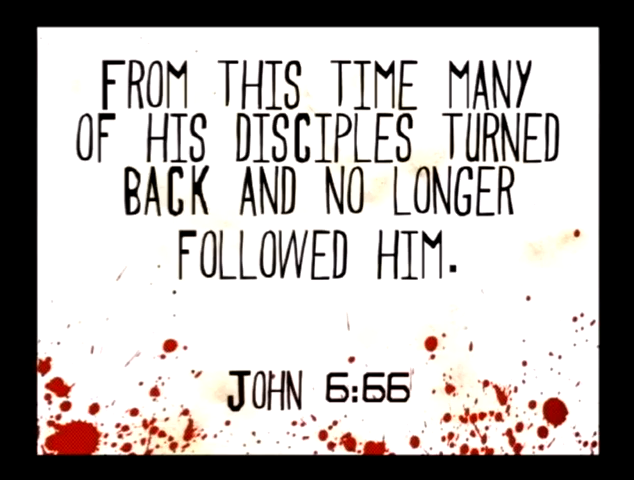 FROM THIS TIME MANY
OF HIS DISCIPLES TURNED
BACK AND NO LONGER
FOLLOWED HIM.
JOHN 6:66